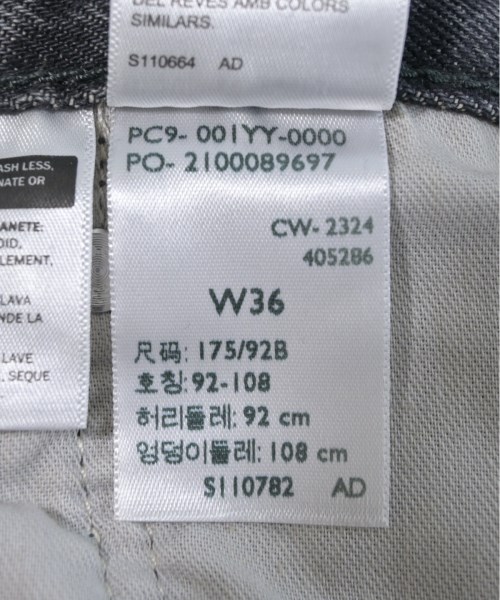 DEL REVES AMB COLORS
SIMILARS.
S110664 AD
PC9- 001YY-0000
PO- 2100089697
CW- 2324
405286
W36
尺码: 175/92B
호칭: 92-108
허리둘레: 92 cm
엉덩이둘레: 108 cm
S110782 AD
ASH LESS,
NATE OR
ANETE:
OID,
LEMENT,
LAVA
NDE LA
LAVE
, SEQUE